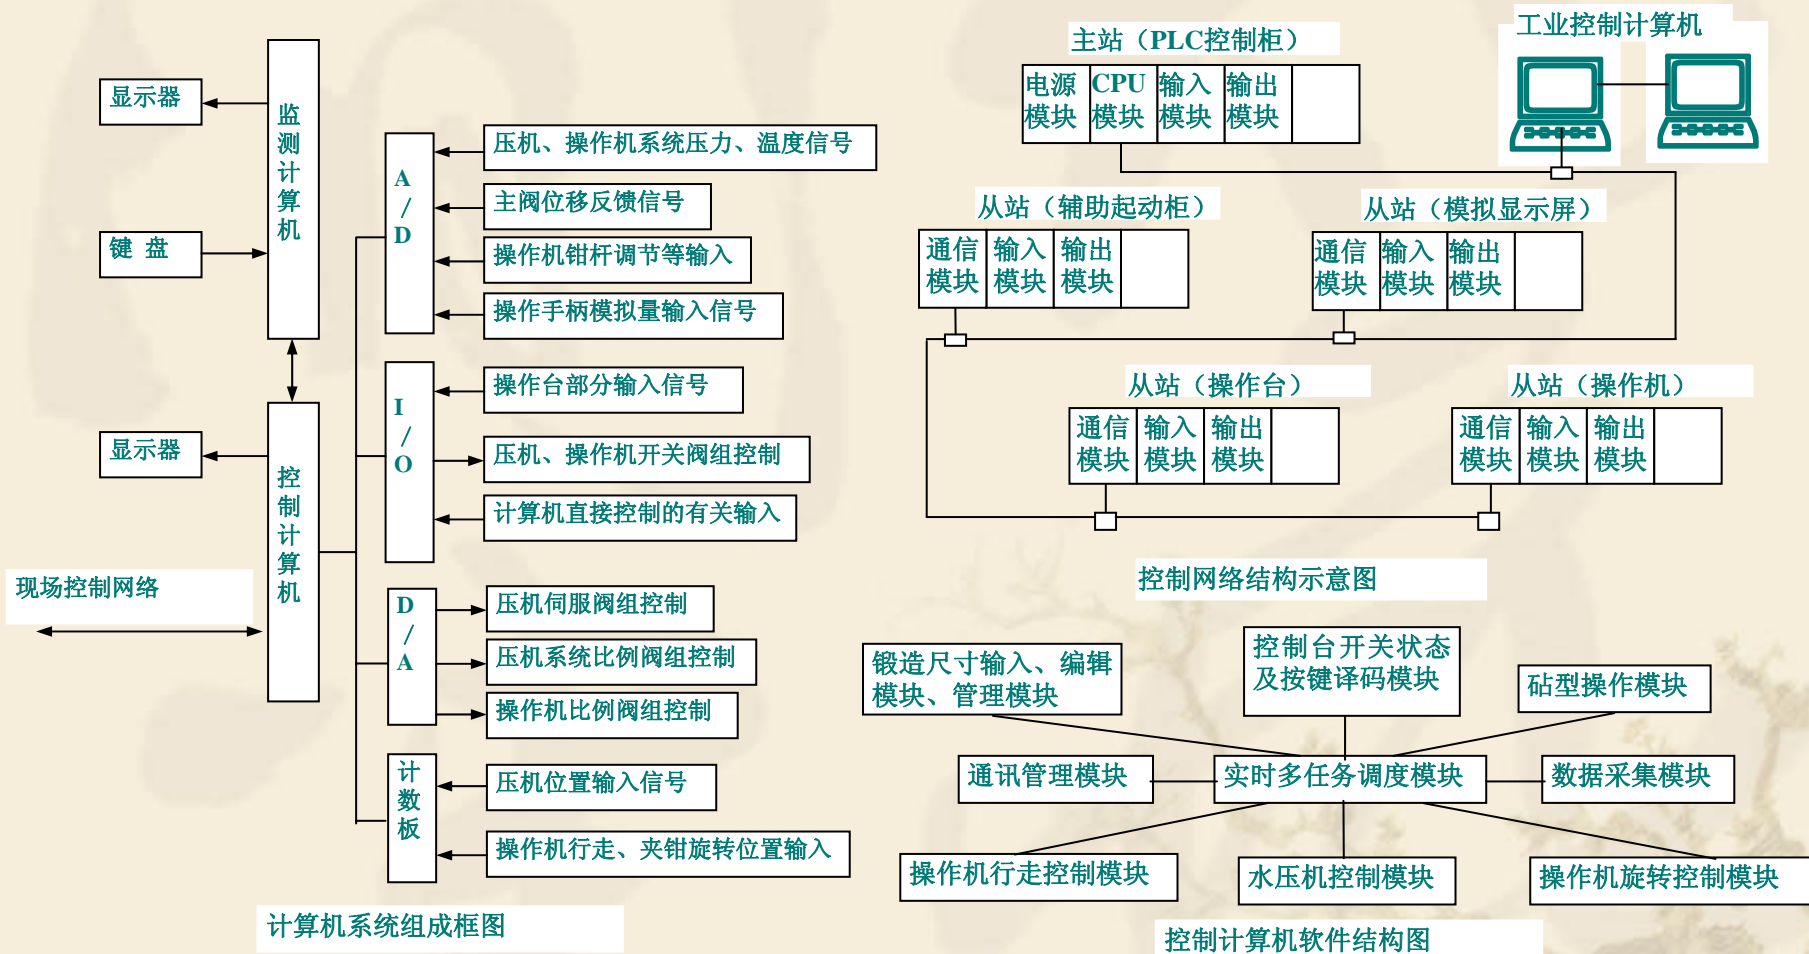 显示器
键 盘
监测计算机
显示器
控制计算机
现场控制网络
A/D
压机、操作机系统压力、温度信号
主阀位移反馈信号
操作机钳杆调节等输入
操作手柄模拟量输入信号
I/O
操作台部分输入信号
压机、操作机开关阀组控制
计算机直接控制的有关输入
D/A
压机伺服阀组控制
压机系统比例阀组控制
操作机比例阀组控制
计数板
压机位置输入信号
操作机行走、夹钳旋转位置输入
计算机系统组成框图
主站（PLC控制柜）
电源模块
CPU模块
输入模块
输出模块
工业控制计算机
从站（辅助起动柜）
通信模块
输入模块
输出模块
从站（模拟显示屏）
通信模块
输入模块
输出模块
从站（操作台）
通信模块
输入模块
输出模块
从站（操作机）
通信模块
输入模块
输出模块
控制网络结构示意图
锻造尺寸输入、编辑
模块、管理模块
控制台开关状态
及按键译码模块
砧型操作模块
通讯管理模块
实时多任务调度模块
数据采集模块
操作机行走控制模块
水压机控制模块
操作机旋转控制模块
控制计算机软件结构图